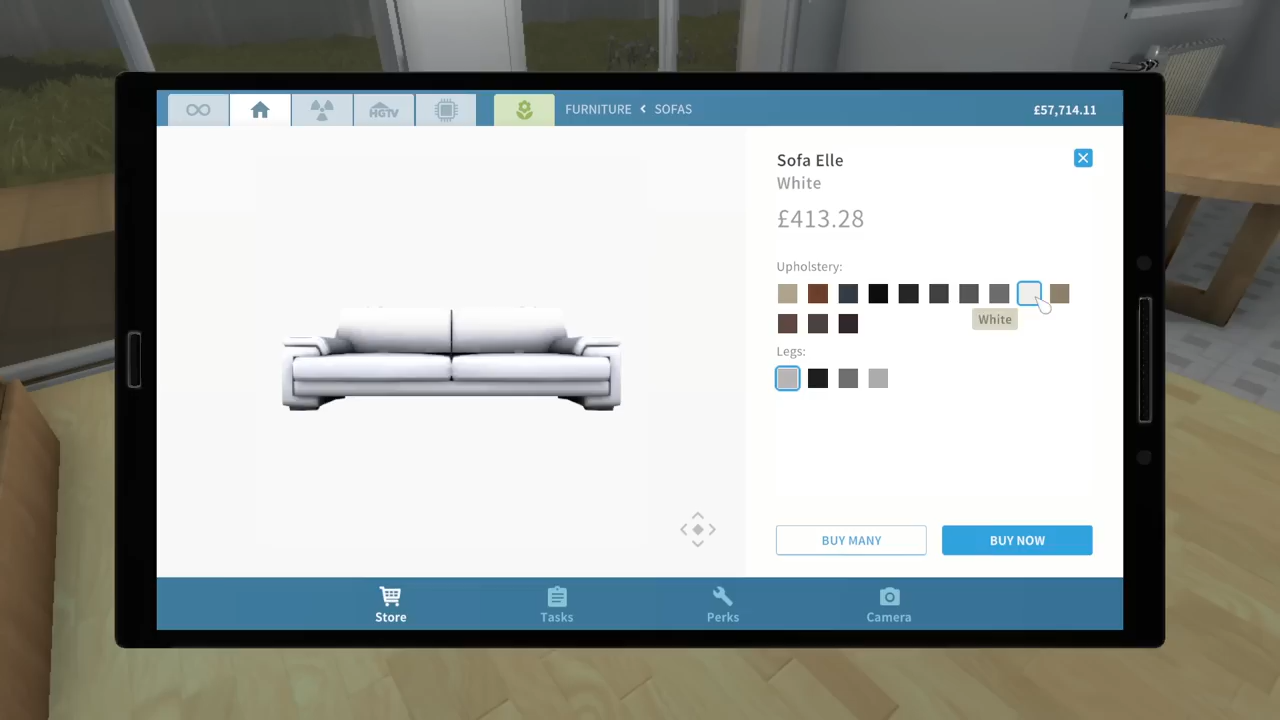 HGTV
FURNITURE < SOFAS
£57,714.11
Sofa Elle
White
£413.28
Upholstery:
White
Legs:
BUY MANY
BUY NOW
Store
Tasks
Perks
Camera